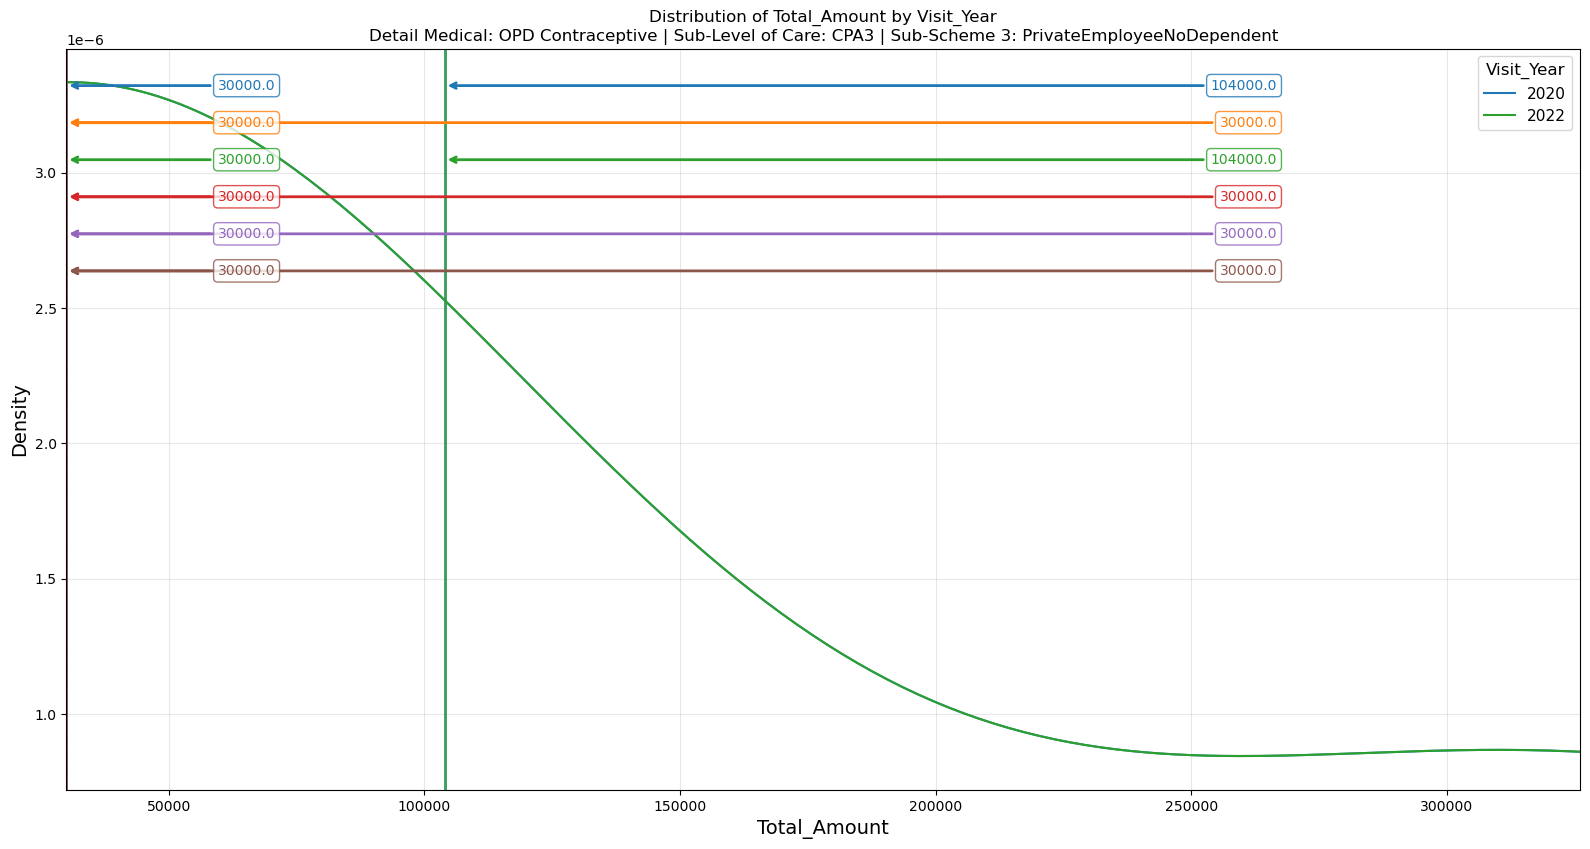 Distribution of Total_Amount by Visit_Year
Detail Medical: OPD Contraceptive | Sub-Level of Care: CPA3 | Sub-Scheme 3: PrivateEmployeeNoDependent
1e−6
Visit_Year
2020
2022
30000.0 104000.0
30000.0 30000.0
30000.0 104000.0
30000.0 30000.0
30000.0 30000.0
30000.0 30000.0
3.0
2.5
2.0
1.5
1.0
Density
50000 100000 150000 200000 250000 300000
Total_Amount